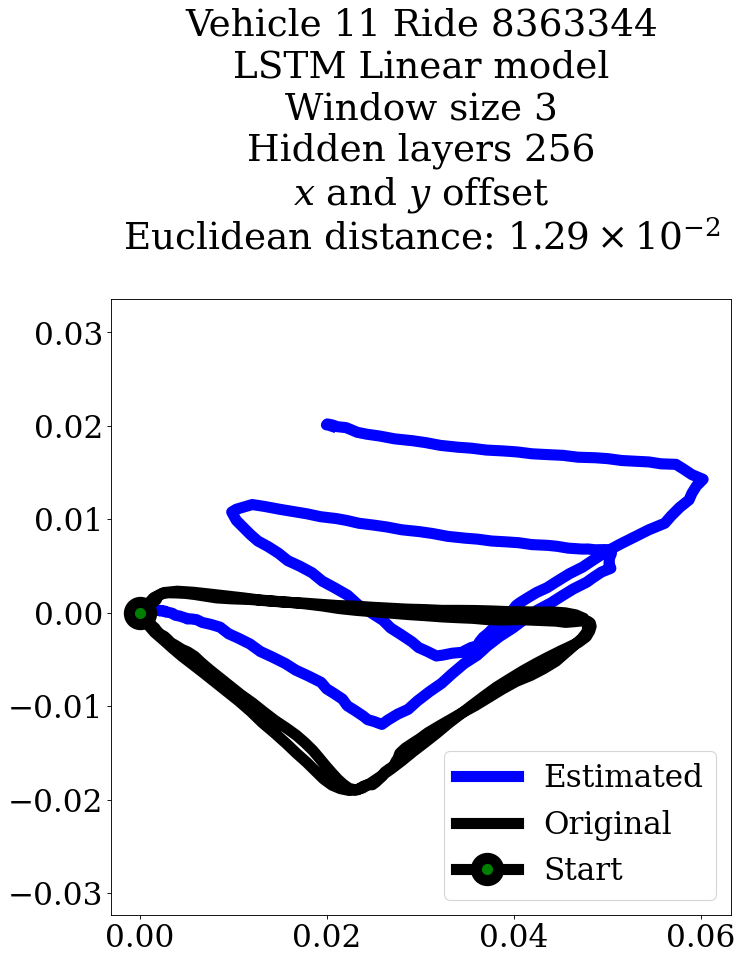 Vehicle 11 Ride 8363344
LSTM Linear model
Window size 3
Hidden layers 256
x and y offset
Euclidean distance: 1.29 × 10⁻²
0.03
0.02
0.01
0.00
−0.01
−0.02
−0.03
Estimated
Original
Start
0.00 0.02 0.04 0.06